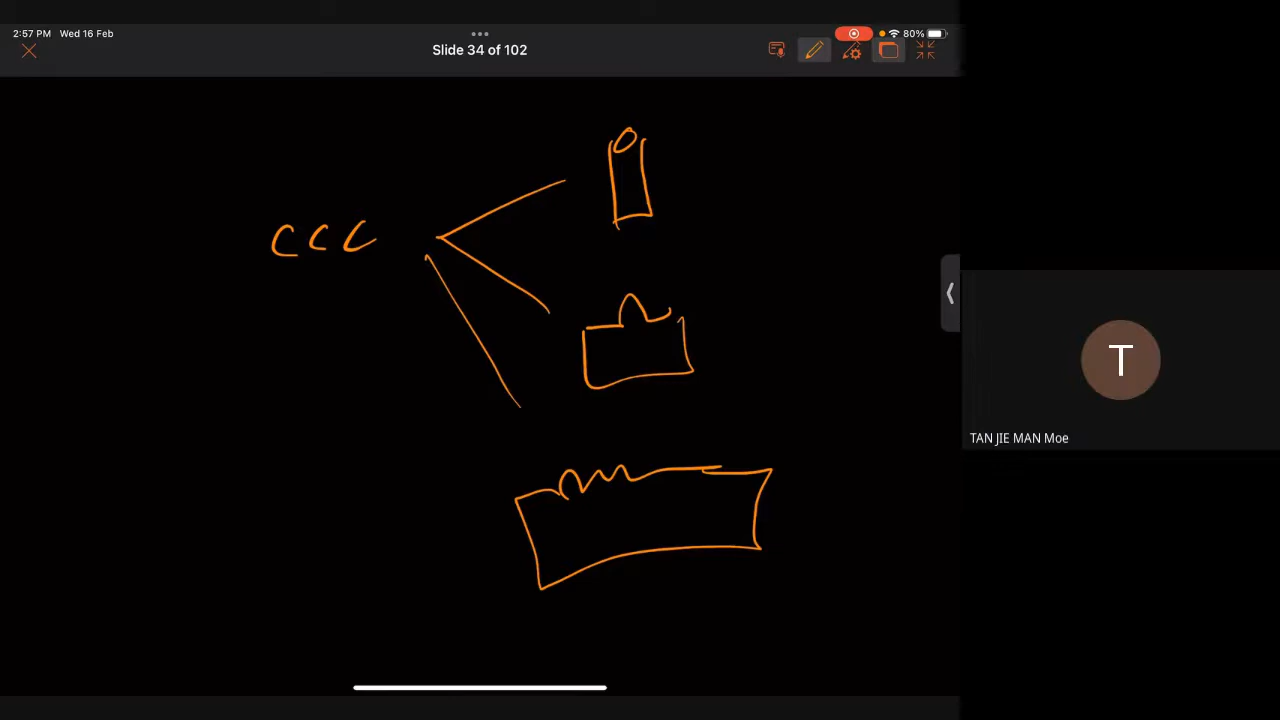 2:57 PM Wed 16 Feb
80%
Slide 34 of 102
CCC
T
TAN JIE MAN Moe